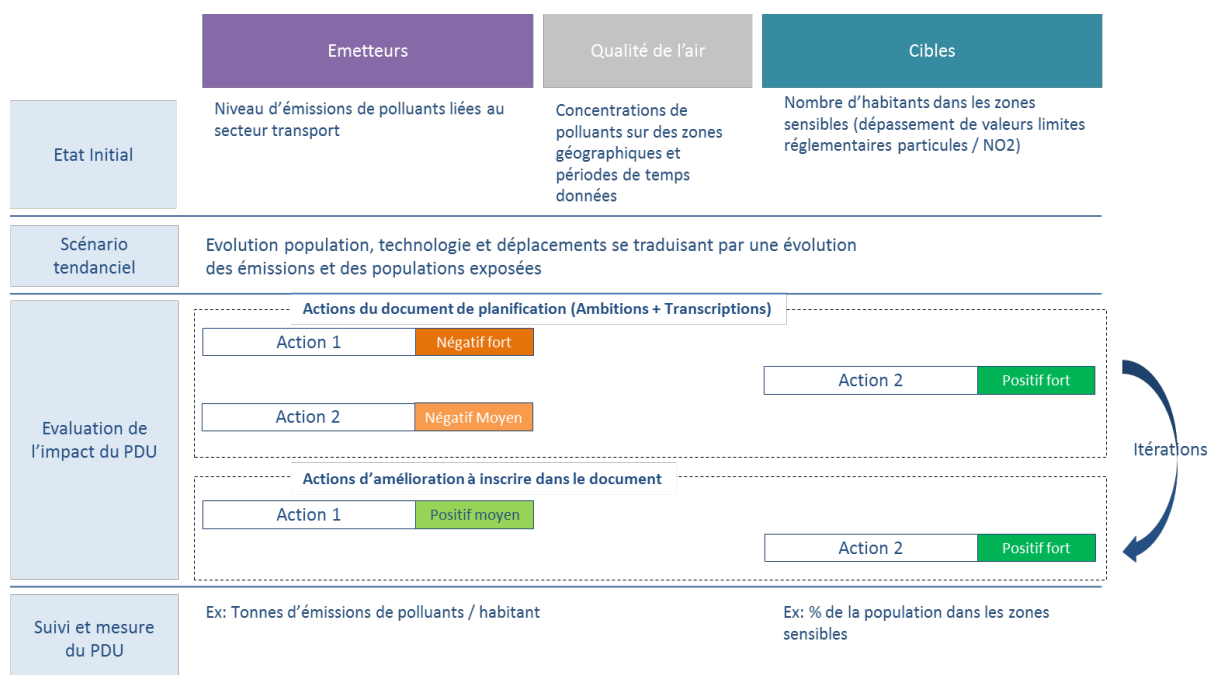 Emetteurs
Qualité de l'air
Cibles
Etat Initial
Niveau d'émissions de polluants liées au
secteur transport
Concentrations de
polluants sur des zones
géographiques et
périodes de temps
données
Nombre d'habitants dans les zones
sensibles (dépassement de valeurs limites
réglementaires particules / NO2)
Scénario
tendanciel
Evolution population, technologie et déplacements se traduisant par une évolution
des émissions et des populations exposées
Evaluation de
l'impact du PDU
Actions du document de planification (Ambitions + Transcriptions)
Action 1
Négatif fort
Action 2
Positif fort
Action 2
Négatif Moyen
Itérations
Actions d'amélioration à inscrire dans le document
Action 1
Positif moyen
Action 2
Positif fort
Suivi et mesure
du PDU
Ex: Tonnes d'émissions de polluants / habitant
Ex: % de la population dans les zones
sensibles